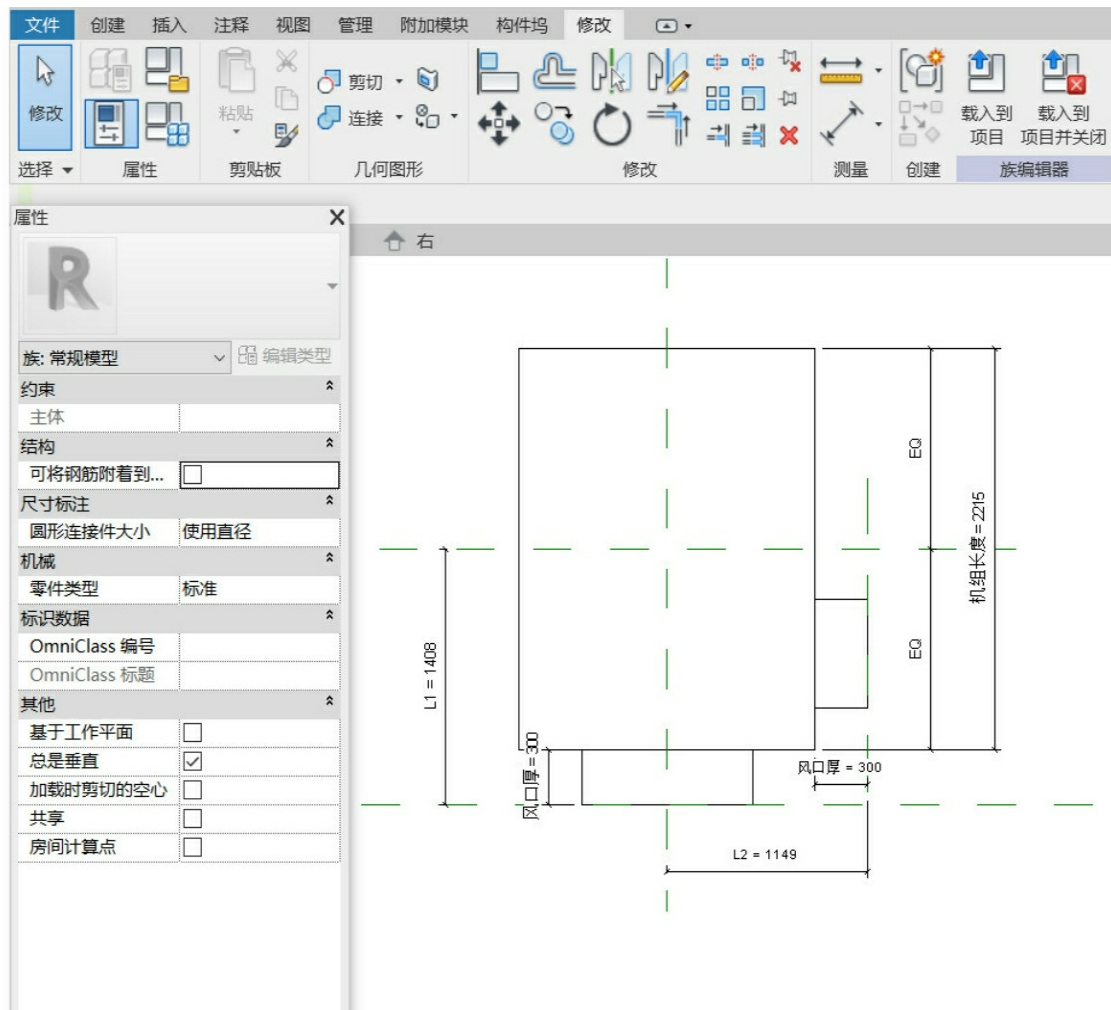 文件 创建 插入 注释 视图 管理 附加模块 构件坞 修改
修改 粘贴 剪切 连接 载入到 项目 载入到 项目并关闭
选择 属性 剪贴板 几何图形 修改 测量 创建 族编辑器
属性
右
R
族: 常规模型 编辑类型
约束
主体
结构
可将钢筋附着到...
尺寸标注
圆形连接件大小 使用直径
机械
零件类型 标准
标识数据
OmniClass 编号
OmniClass 标题
其他
基于工作平面
总是垂直
加载时剪切的空心
共享
房间计算点
EQ
机组长度 = 2215
EQ
L1 = 1408
风口厚 = 300
风口厚 = 300
L2 = 1149